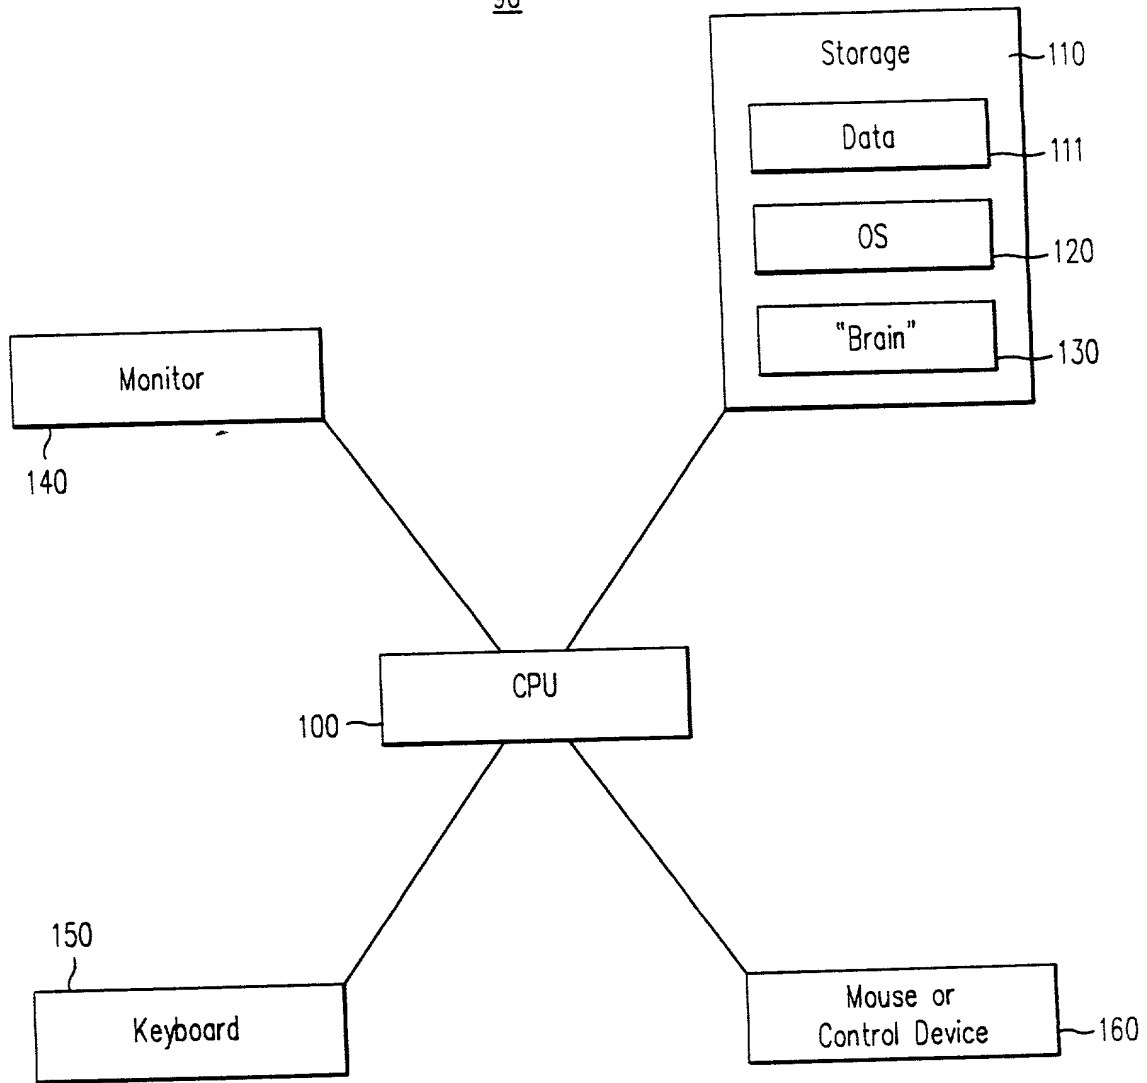 Storage
110
Data
111
OS
120
"Brain"
130
Monitor
140
CPU
100
150
Keyboard
Mouse or
Control Device
160